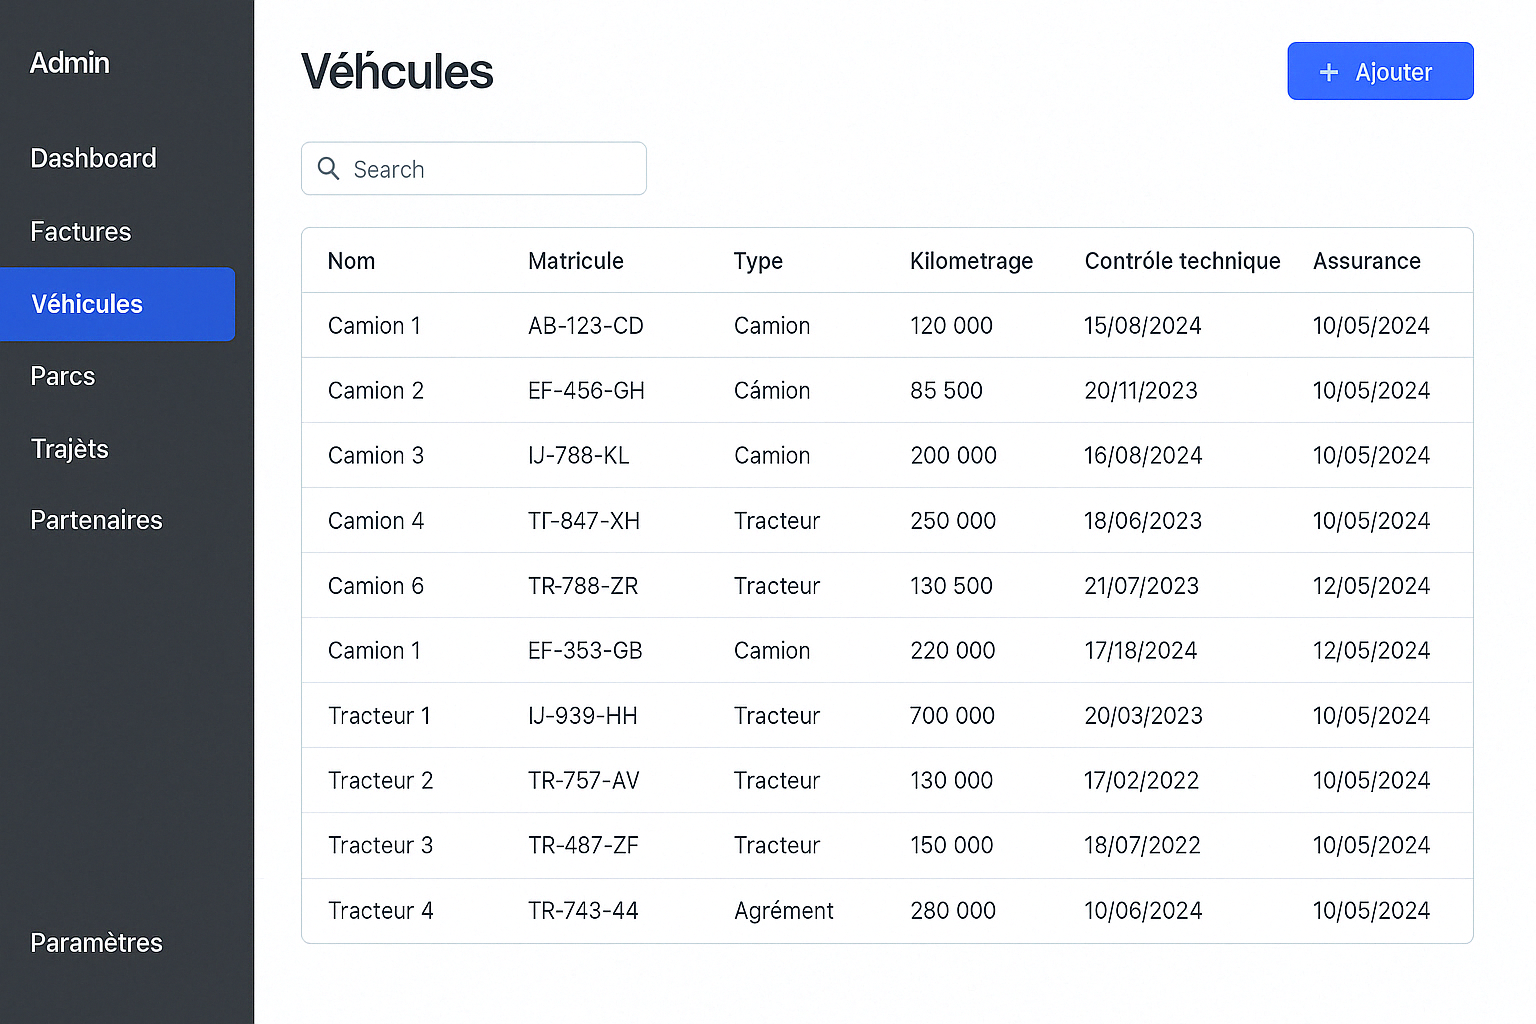 Admin
Dashboard
Factures
Véhicules
Parcs
Trajèts
Partenaires
Paramètres
Véh́cules
+ Ajouter
Search
Nom Matricule Type Kilometrage Contróle technique Assurance
Camion 1 AB-123-CD Camion 120 000 15/08/2024 10/05/2024
Camion 2 EF-456-GH Cámion 85 500 20/11/2023 10/05/2024
Camion 3 IJ-788-KL Camion 200 000 16/08/2024 10/05/2024
Camion 4 TT-847-XH Tracteur 250 000 18/06/2023 10/05/2024
Camion 6 TR-788-ZR Tracteur 130 500 21/07/2023 12/05/2024
Camion 1 EF-353-GB Camion 220 000 17/18/2024 12/05/2024
Tracteur 1 IJ-939-HH Tracteur 700 000 20/03/2023 10/05/2024
Tracteur 2 TR-757-AV Tracteur 130 000 17/02/2022 10/05/2024
Tracteur 3 TR-487-ZF Tracteur 150 000 18/07/2022 10/05/2024
Tracteur 4 TR-743-44 Agrément 280 000 10/06/2024 10/05/2024